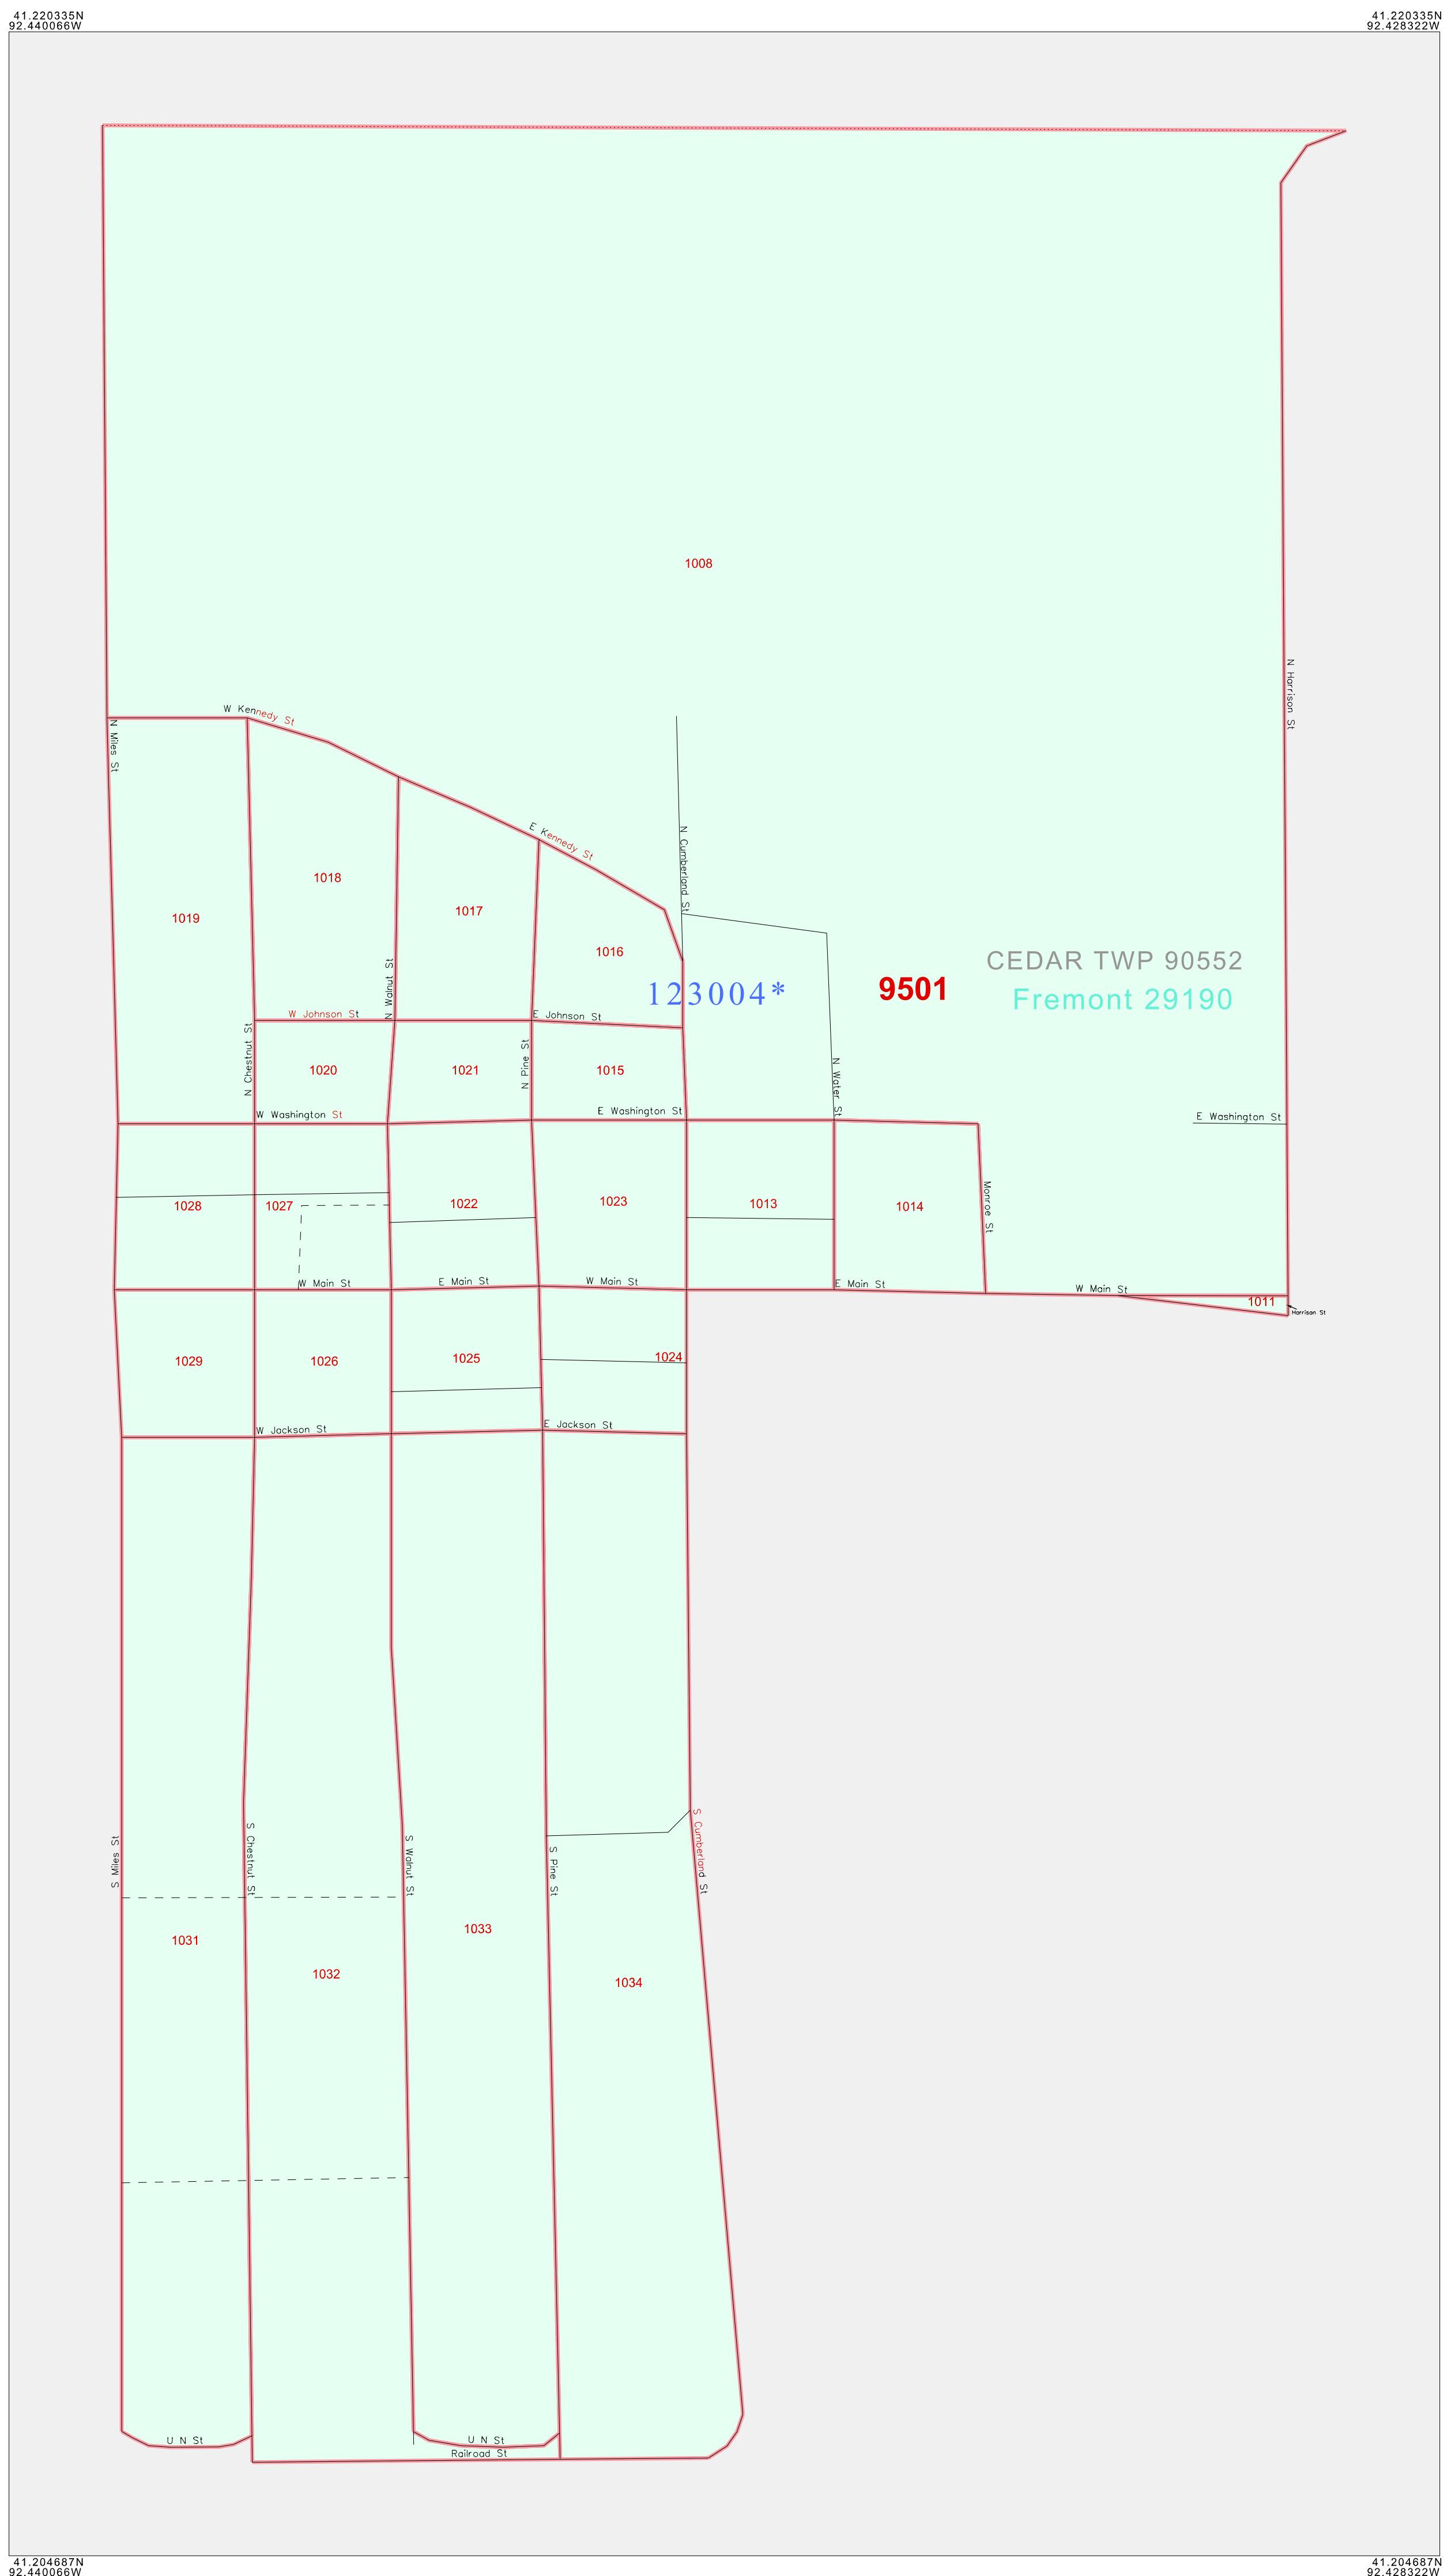 41.220335N
92.440066W
41.220335N
92.428322W
1008
N Harrison St
W Kennedy St
N Miles St
E Kennedy St
N Cumberland St
1018
1017
1019
1016
CEDAR TWP 90552
123004*
9501
Fremont 29190
N Walnut St
W Johnson St
E Johnson St
N Chestnut St
N Pine St
1020
1021
1015
N Water St
W Washington St
E Washington St
E Washington St
1028
1027
1022
1023
1013
1014
Monroe St
W Main St
E Main St
W Main St
E Main St
W Main St
1011
Harrison St
1029
1026
1025
1024
W Jackson St
E Jackson St
S Miles St
S Chestnut St
S Walnut St
S Pine St
S Cumberland St
1031
1032
1033
1034
U N St
U N St
Railroad St
41.204687N
92.440066W
41.204687N
92.428322W